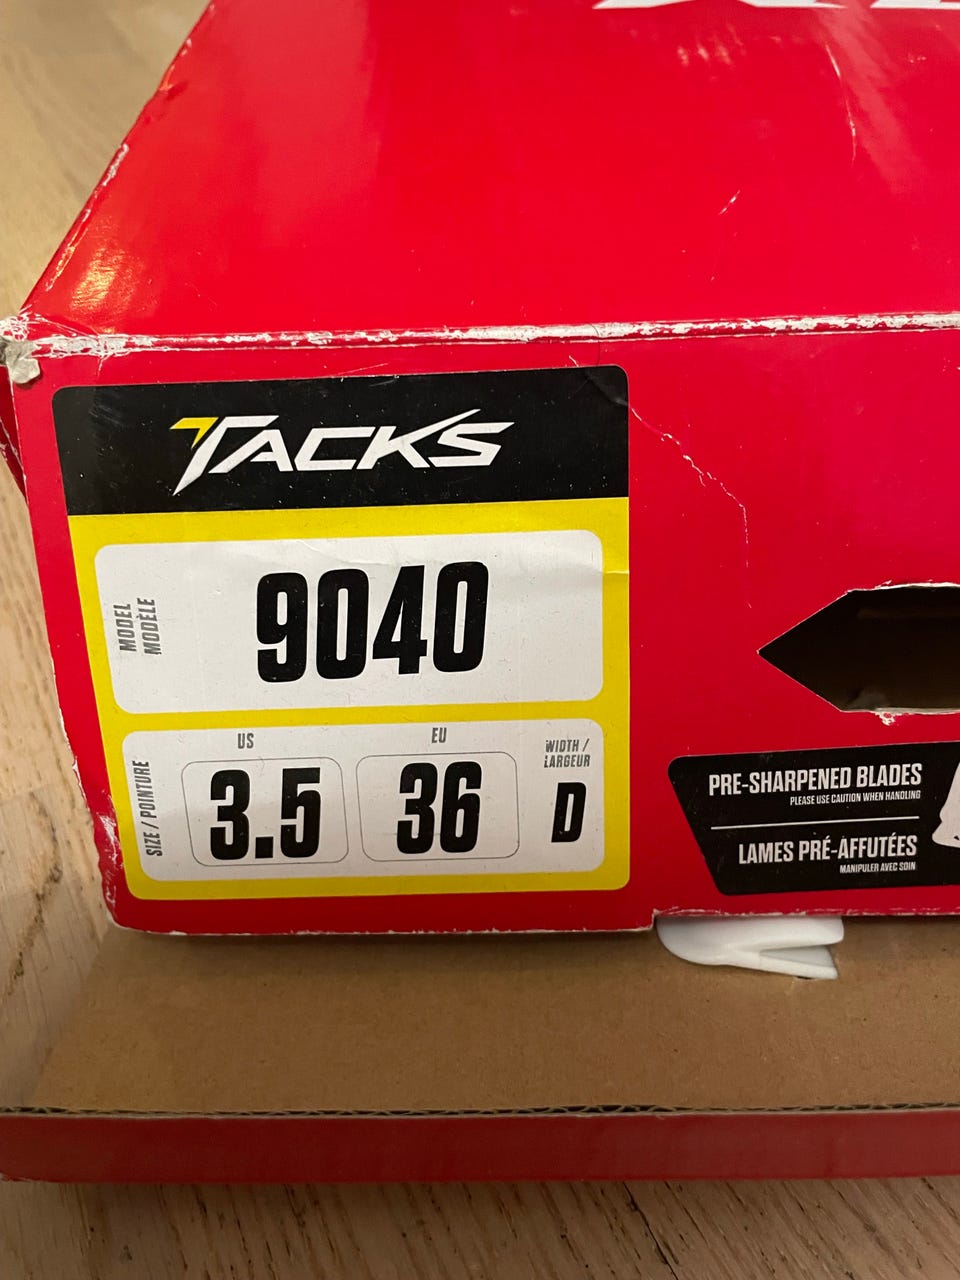 TACKS
MODEL
MODÈLE
9040
SIZE / POINTURE
US
3.5
EU
36
WIDTH /
LARGEUR
D
PRE-SHARPENED BLADES
PLEASE USE CAUTION WHEN HANDLING
LAMES PRÉ-AFFUTÉES
MANIPULER AVEC SOIN